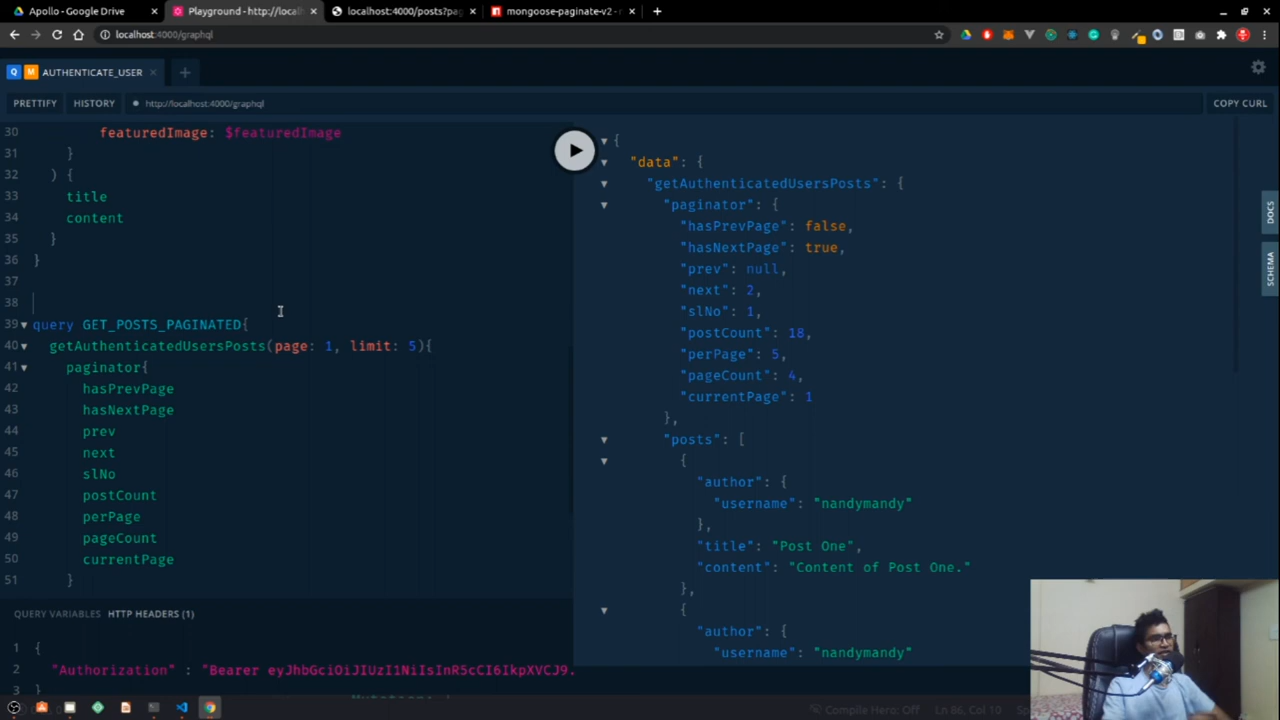 Apollo - Google Drive
Playground - http://local
localhost:4000/posts?pag
mongoose-paginate-v2 - n
localhost:4000/graphql
Q M AUTHENTICATE_USER
PRETTIFY HISTORY http://localhost:4000/graphql COPY CURL
30 featuredImage: $featuredImage
31 }
32 ) {
33 title
34 content
35 }
36 }
37
38
39 query GET_POSTS_PAGINATED{
40 getAuthenticatedUsersPosts(page: 1, limit: 5){
41 paginator{
42 hasPrevPage
43 hasNextPage
44 prev
45 next
46 slNo
47 postCount
48 perPage
49 pageCount
50 currentPage
51 }
QUERY VARIABLES HTTP HEADERS (1)
1 {
2 "Authorization" : "Bearer eyJhbGciOiJIUzI1NiIsInR5cCI6IkpXVCJ9.
3 }
{
"data": {
"getAuthenticatedUsersPosts": {
"paginator": {
"hasPrevPage": false,
"hasNextPage": true,
"prev": null,
"next": 2,
"slNo": 1,
"postCount": 18,
"perPage": 5,
"pageCount": 4,
"currentPage": 1
},
"posts": [
{
"author": {
"username": "nandymandy"
},
"title": "Post One",
"content": "Content of Post One."
},
{
"author": {
"username": "nandymandy"
DOCS
SCHEMA
Compile Hero: Off Ln 86, Col 10